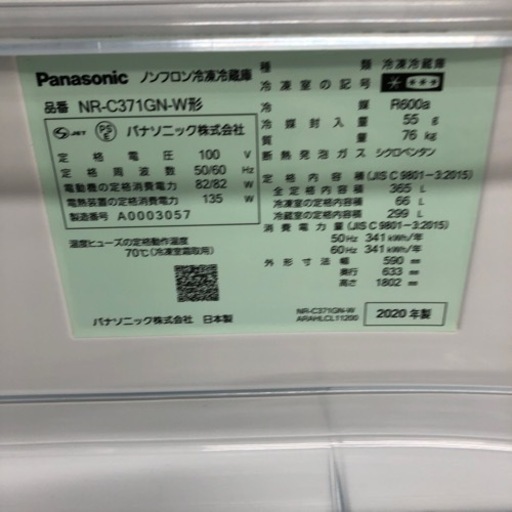 Panasonic ノンフロン冷凍冷蔵庫
品番 NR-C371GN-W形
JET PSE パナソニック株式会社
定格電圧 100 V
定格周波数 50/60 Hz
電動機の定格消費電力 82/82 W
電熱装置の定格消費電力 135 W
製造番号 A0003057
温度ヒューズの定格動作温度
70℃(冷凍室霜取用)
パナソニック株式会社 日本製
種類 冷凍冷蔵庫
冷凍室の記号 ****
冷媒 R600a
冷媒封入量 55 g
質量 76 kg
断熱発泡ガス シクロペンタン
定格内容積(JIS C 9801-3:2015)
全定格内容積 365 L
冷凍室の定格内容積 66 L
冷蔵室の定格内容積 299 L
消費電力量(JIS C 9801-3:2015)
50Hz 341 kWh/年
60Hz 341 kWh/年
外形寸法 幅 590 mm
奥行 633 mm
高さ 1802 mm
NR-C371GN-W
ARAHLCL11200
2020年製